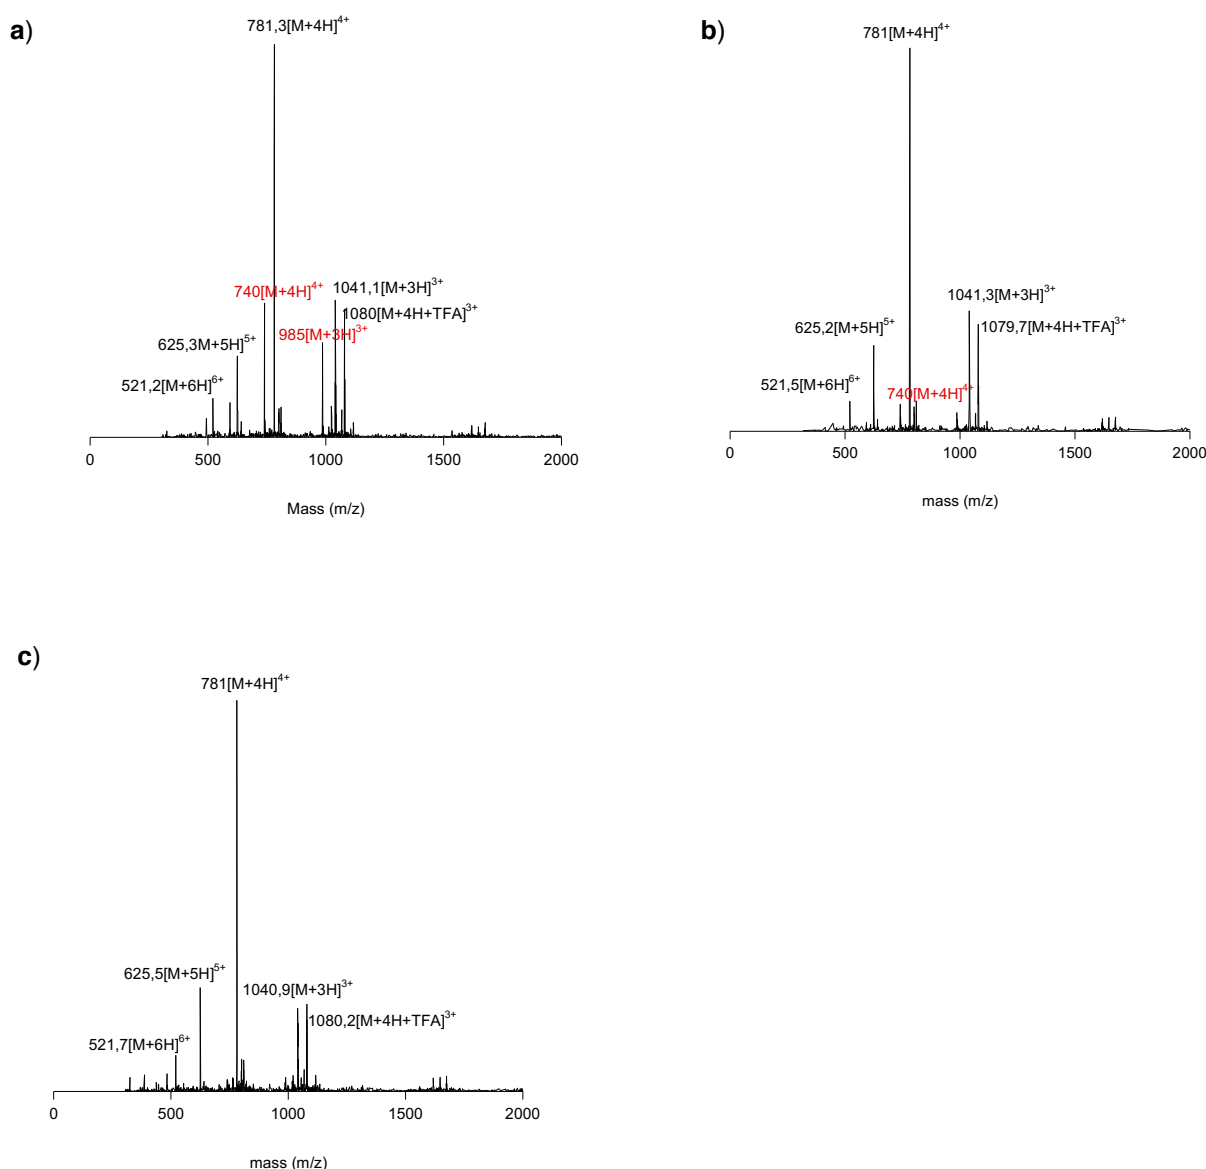 a)
781,3[M+4H]4+
740[M+4H]4+
1041,1[M+3H]3+
1080[M+4H+TFA]3+
985[M+3H]3+
625,3M+5H]5+
521,2[M+6H]6+
0 500 1000 1500 2000
Mass (m/z)
b)
781[M+4H]4+
1041,3[M+3H]3+
625,2[M+5H]5+
1079,7[M+4H+TFA]3+
521,5[M+6H]6+
740[M+4H]4+
0 500 1000 1500 2000
mass (m/z)
c)
781[M+4H]4+
625,5[M+5H]5+
1040,9[M+3H]3+
1080,2[M+4H+TFA]3+
521,7[M+6H]6+
0 500 1000 1500 2000
mass (m/z)